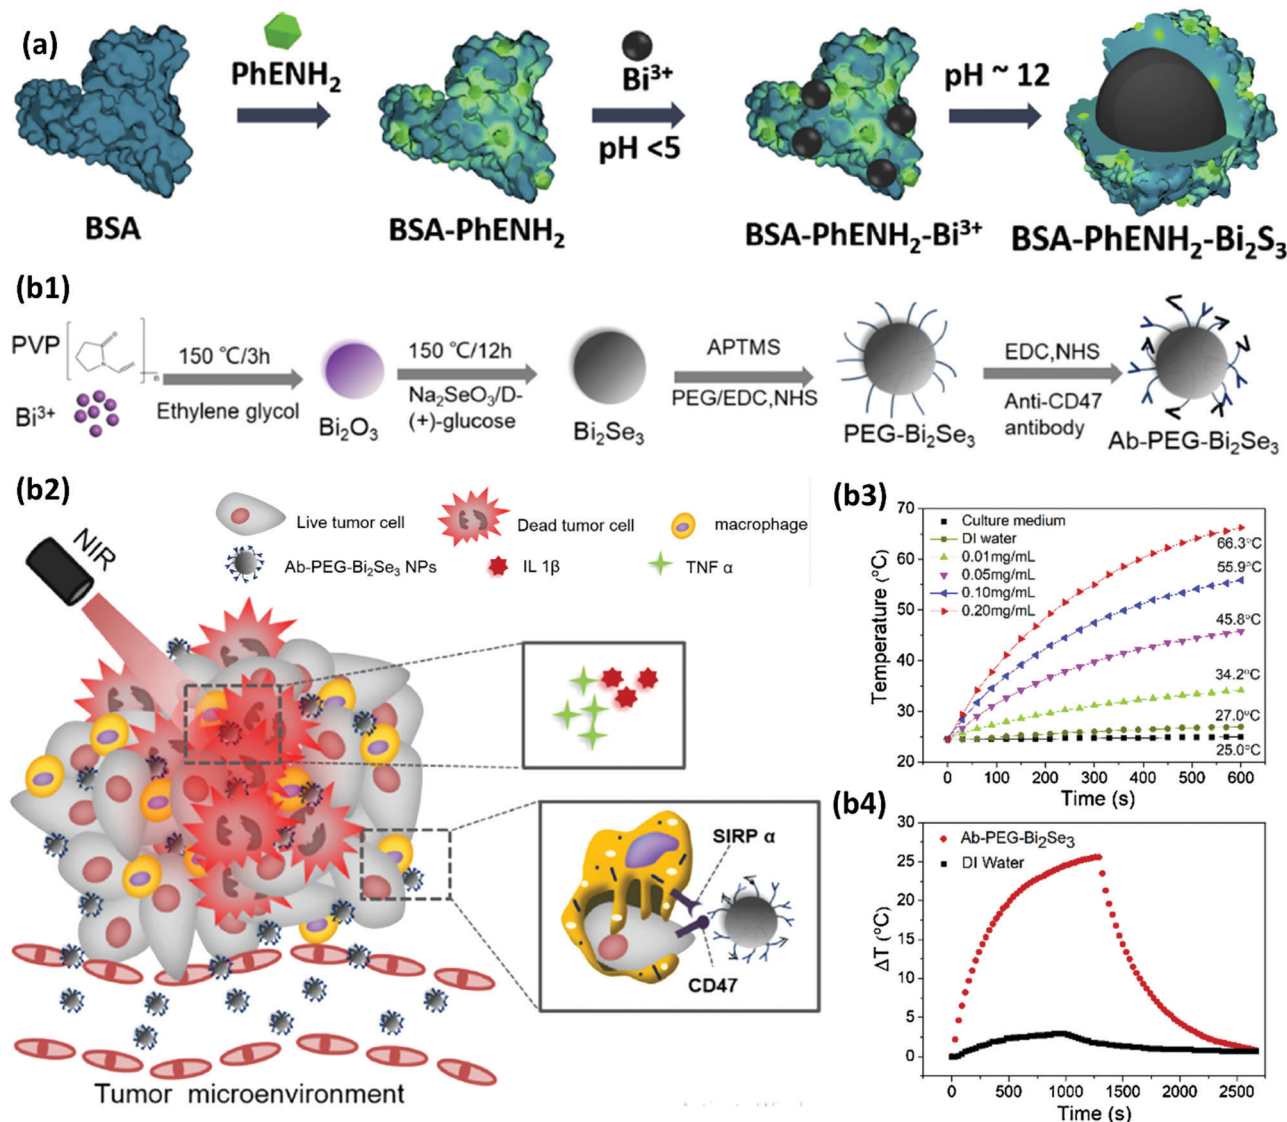 (a)
PhENH₂
Bi³⁺
pH <5
pH ~ 12
BSA
BSA-PhENH₂
BSA-PhENH₂-Bi³⁺
BSA-PhENH₂-Bi₂S₃
(b1)
PVP
n
Bi³⁺
150 ℃/3h
Ethylene glycol
Bi₂O₃
150 ℃/12h
Na₂SeO₃/D-
(+)-glucose
Bi₂Se₃
APTMS
PEG/EDC,NHS
PEG-Bi₂Se₃
EDC,NHS
Anti-CD47
antibody
Ab-PEG-Bi₂Se₃
(b2)
Live tumor cell
Dead tumor cell
macrophage
Ab-PEG-Bi₂Se₃ NPs
IL 1β
TNF α
NIR
SIRP α
CD47
Tumor microenvironment
(b3)
Temperature (°C)
70
60
50
40
30
20
Culture medium
DI water
0.01mg/mL
0.05mg/mL
0.10mg/mL
0.20mg/mL
66.3°C
55.9°C
45.8°C
34.2°C
27.0°C
25.0°C
0 100 200 300 400 500 600
Time (s)
(b4)
ΔT (°C)
30
25
20
15
10
5
0
Ab-PEG-Bi₂Se₃
DI Water
0 500 1000 1500 2000 2500
Time (s)